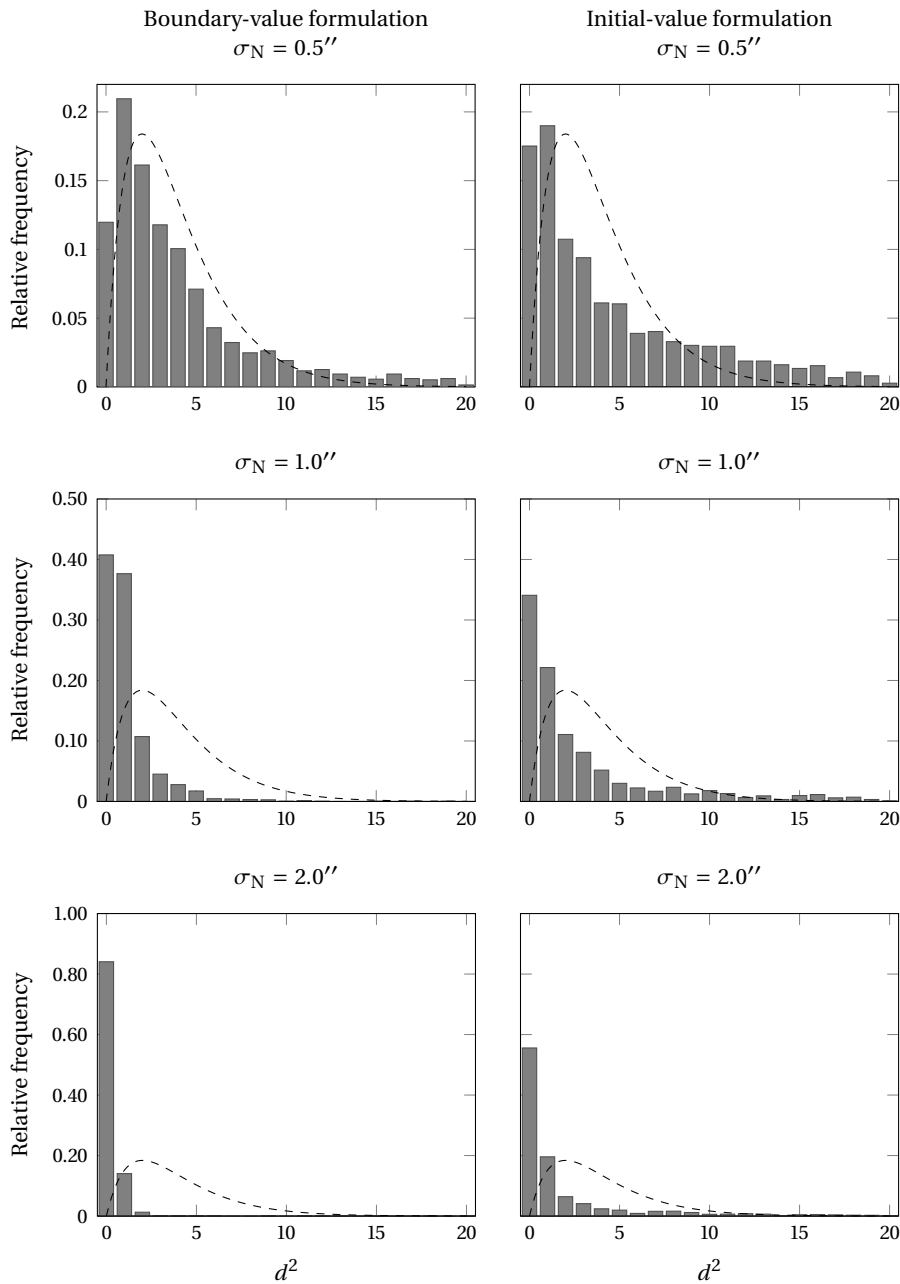 Boundary-value formulation
σN = 0.5′′
Initial-value formulation
σN = 0.5′′
Relative frequency
0.2
0.15
0.1
0.05
0
0 5 10 15 20
0 5 10 15 20
σN = 1.0′′
σN = 1.0′′
Relative frequency
0.50
0.40
0.30
0.20
0.10
0
0 5 10 15 20
0 5 10 15 20
σN = 2.0′′
σN = 2.0′′
Relative frequency
1.00
0.80
0.60
0.40
0.20
0
0 5 10 15 20
0 5 10 15 20
d²
d²